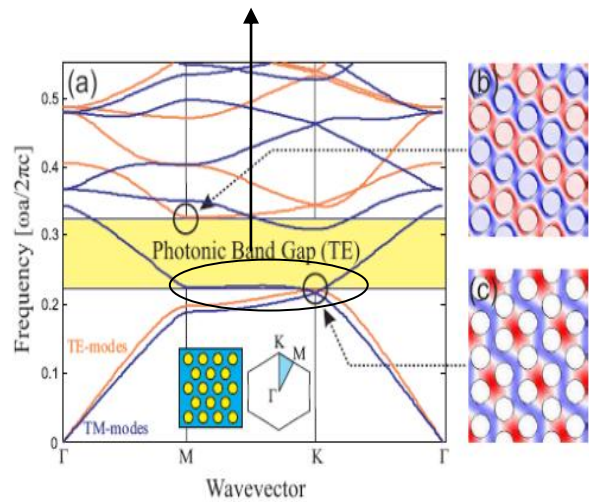 (a)
(b)
(c)
0.5
0.4
0.3
0.2
0.1
0
Frequency [ωa/2πc]
Photonic Band Gap (TE)
TE-modes
TM-modes
K
M
Γ
Γ
M
K
Γ
Wavevector